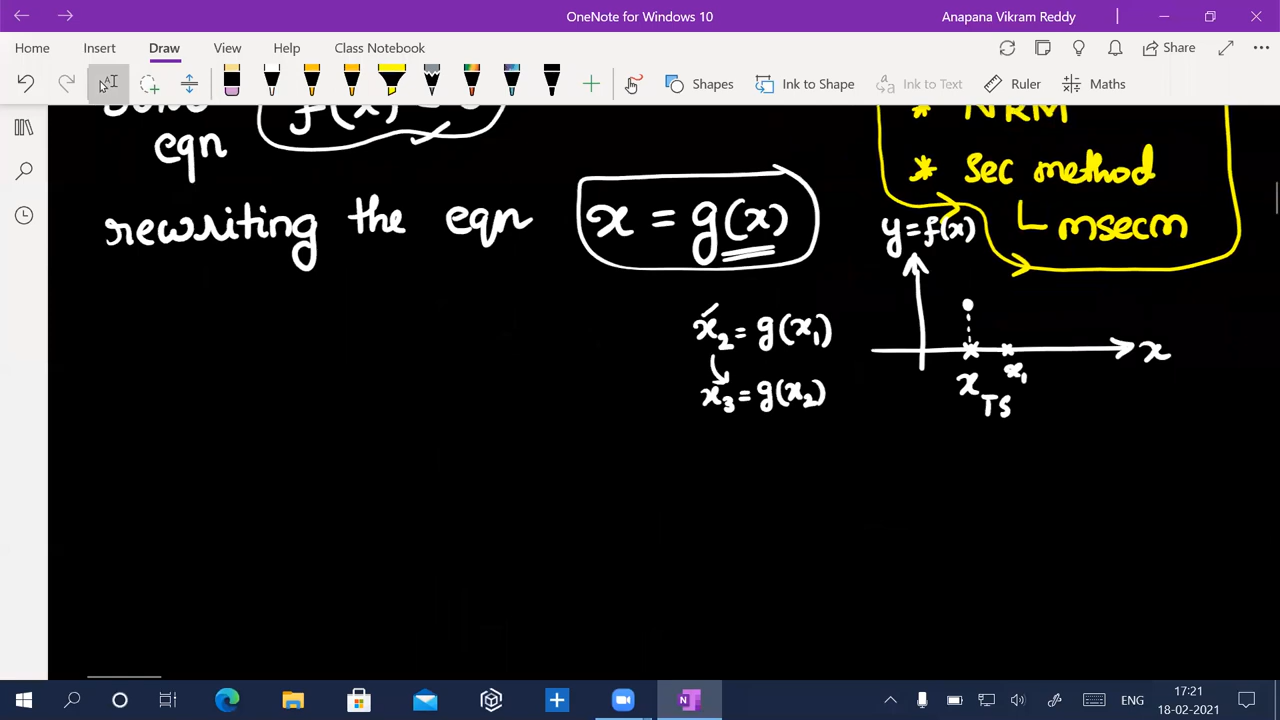 OneNote for Windows 10
Anapana Vikram Reddy
Home Insert Draw View Help Class Notebook
Share
Shapes Ink to Shape Ink to Text Ruler Maths
eqn
f(x)
* NRM
* Sec method
msecm
rewriting the eqn x = g(x)
y = f(x)
x₂ = g(x₁)
x₃ = g(x₂)
x
x₁
x TS
ENG
17:21
18-02-2021